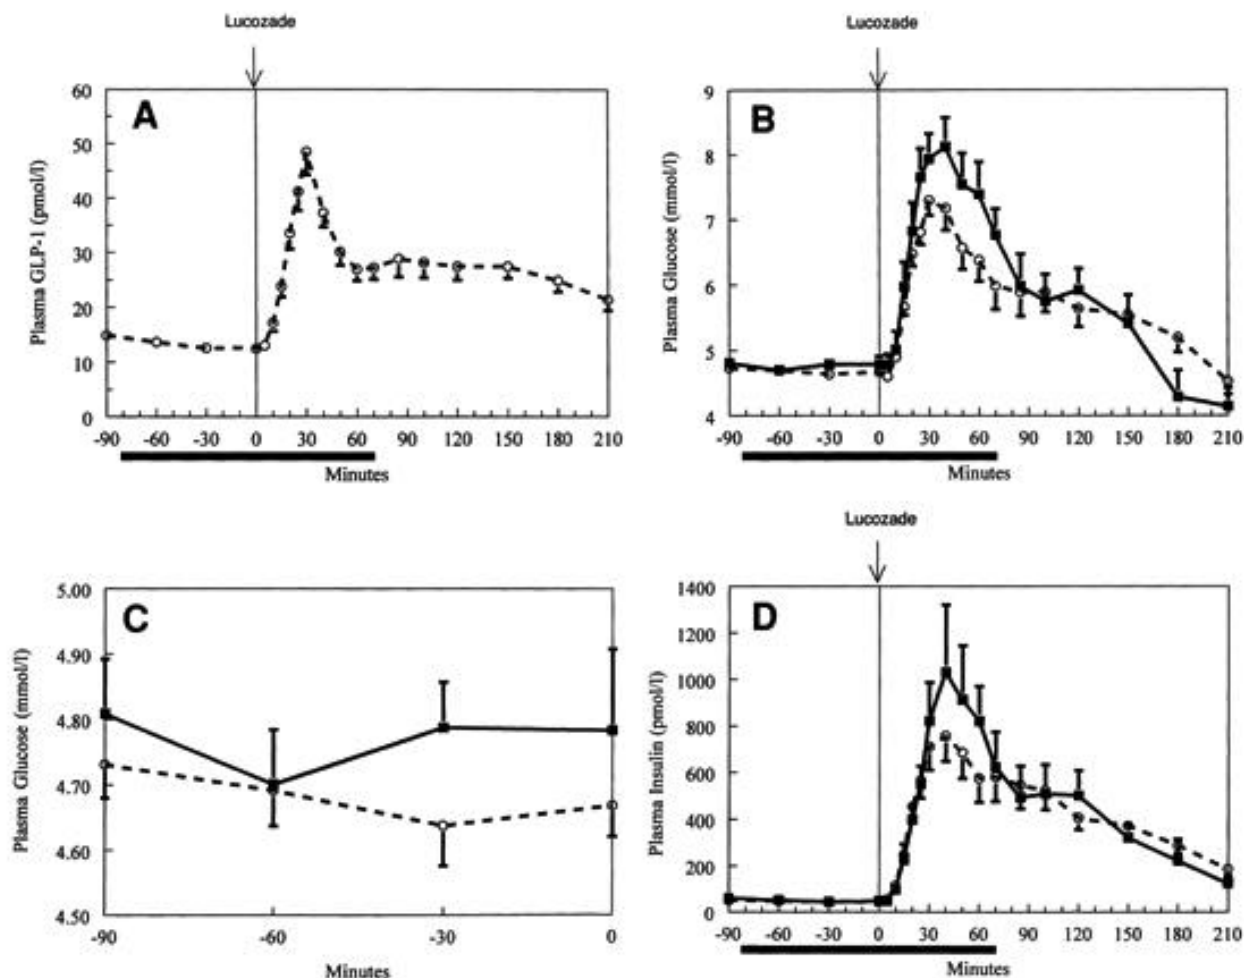 Lucozade
A
Plasma GLP-1 (pmol/l)
60
50
40
30
20
10
0
-90 -60 -30 0 30 60 90 120 150 180 210
Minutes
Lucozade
B
Plasma Glucose (mmol/l)
9
8
7
6
5
4
-90 -60 -30 0 30 60 90 120 150 180 210
Minutes
C
Plasma Glucose (mmol/l)
5.00
4.90
4.80
4.70
4.60
4.50
-90 -60 -30 0
Minutes
Lucozade
D
Plasma Insulin (pmol/l)
1400
1200
1000
800
600
400
200
0
-90 -60 -30 0 30 60 90 120 150 180 210
Minutes